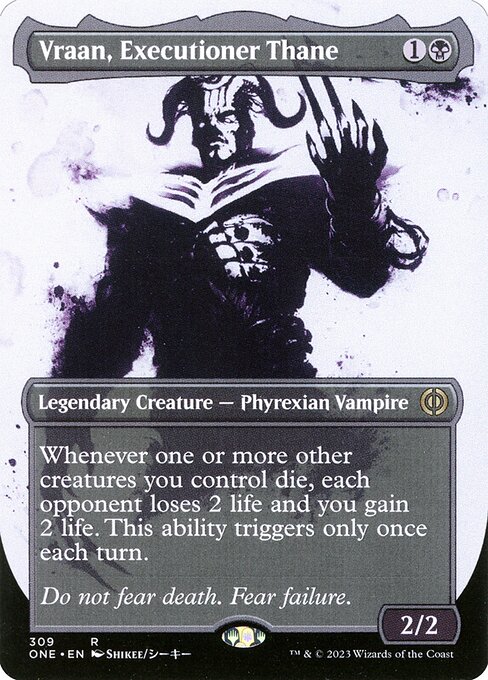 Vraan, Executioner Thane 1
Legendary Creature — Phyrexian Vampire
Whenever one or more other
creatures you control die, each
opponent loses 2 life and you gain
2 life. This ability triggers only once
each turn.
Do not fear death. Fear failure.
2/2
309 R
ONE • EN SHIKEE/シーキー
™ & © 2023 Wizards of the Coast